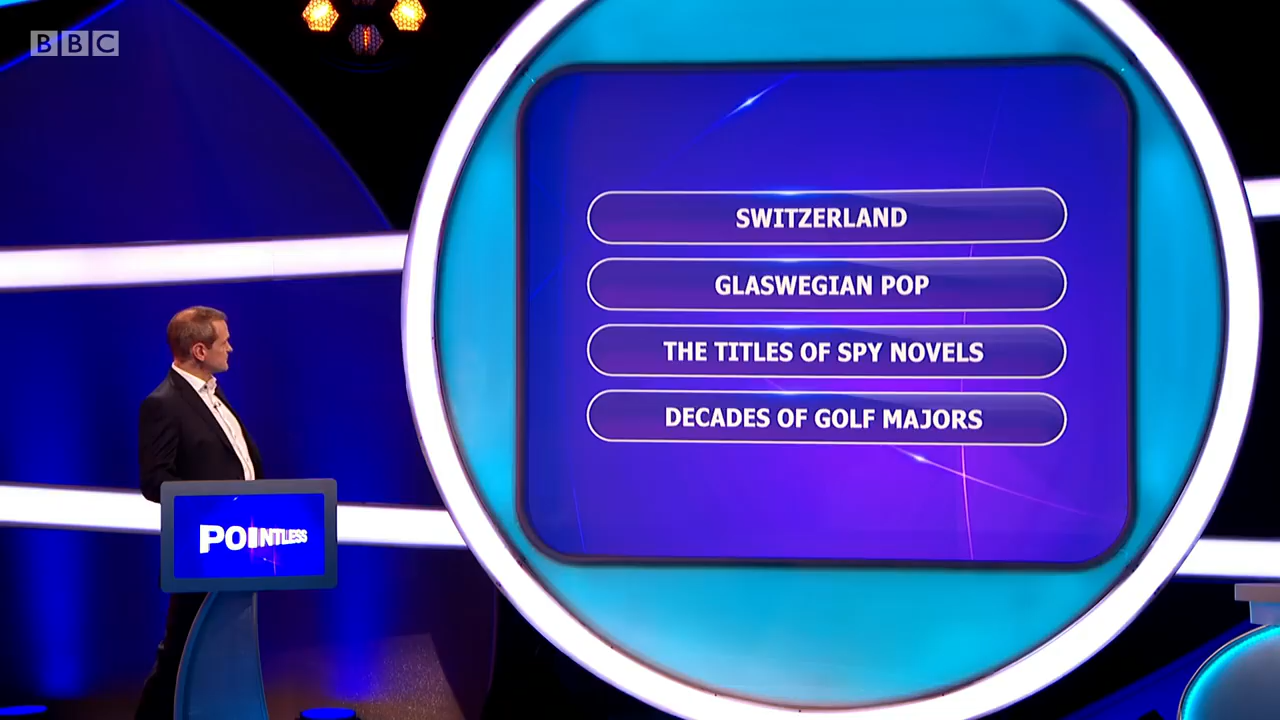 BBC
SWITZERLAND
GLASWEGIAN POP
THE TITLES OF SPY NOVELS
DECADES OF GOLF MAJORS
POINTLESS